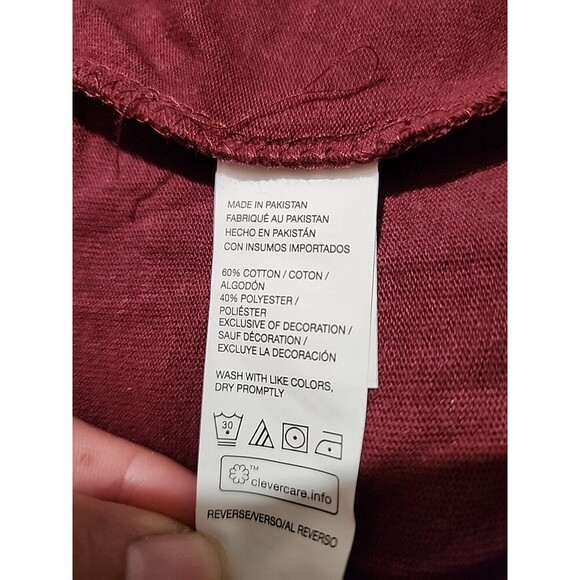 MADE IN PAKISTAN
FABRIQUÉ AU PAKISTAN
HECHO EN PAKISTÁN
CON INSUMOS IMPORTADOS
60% COTTON / COTON /
ALGODÓN
40% POLYESTER /
POLIÉSTER
EXCLUSIVE OF DECORATION /
SAUF DÉCORATION /
EXCLUYE LA DECORACIÓN
WASH WITH LIKE COLORS,
DRY PROMPTLY
30
TM
clevercare.info
REVERSE/VERSO/AL REVERSO